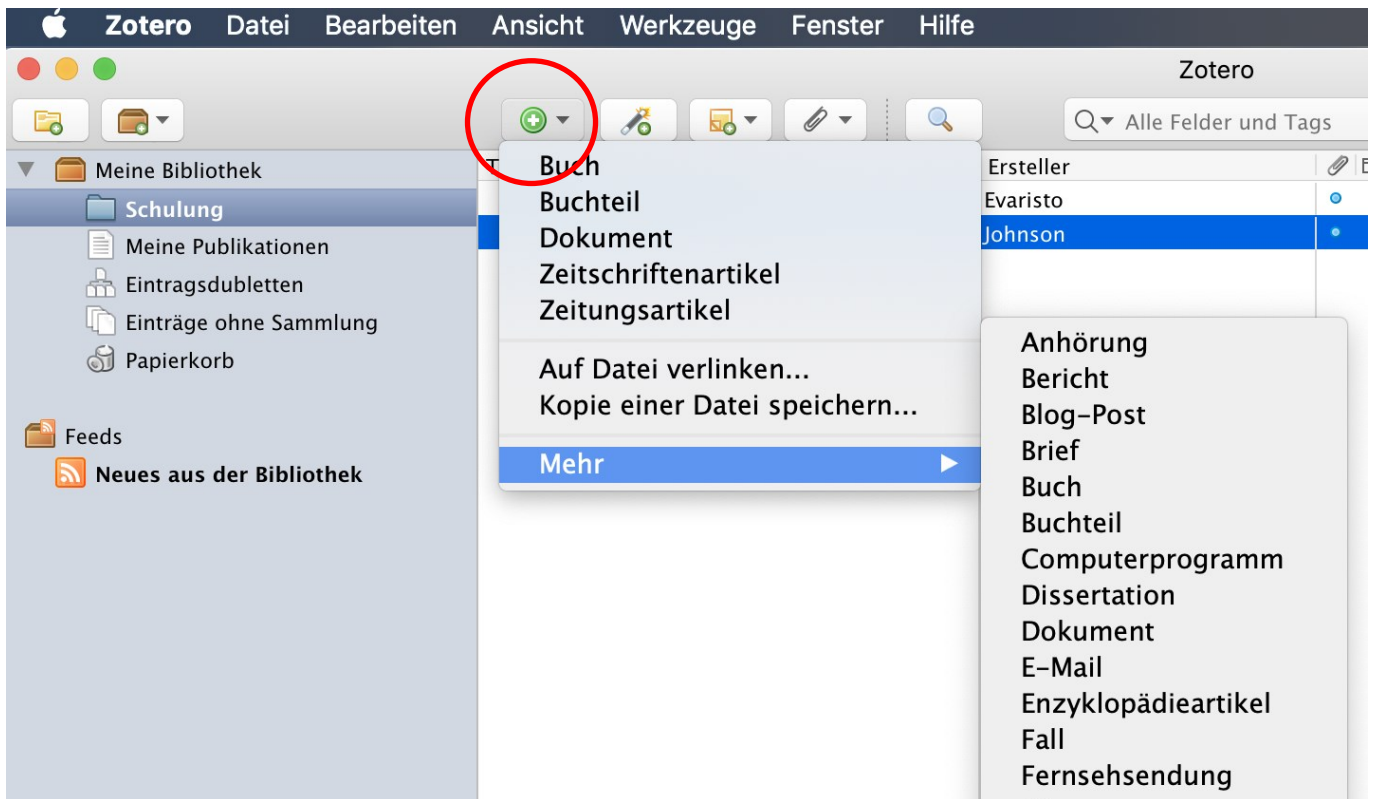 Zotero Datei Bearbeiten Ansicht Werkzeuge Fenster Hilfe
Zotero
Alle Felder und Tags
Meine Bibliothek
Schulung
Meine Publikationen
Eintragsdubletten
Einträge ohne Sammlung
Papierkorb
Feeds
Neues aus der Bibliothek
Buch
Buchteil
Dokument
Zeitschriftenartikel
Zeitungsartikel
Auf Datei verlinken...
Kopie einer Datei speichern...
Mehr
Ersteller
Evaristo
Johnson
Anhörung
Bericht
Blog-Post
Brief
Buch
Buchteil
Computerprogramm
Dissertation
Dokument
E-Mail
Enzyklopädieartikel
Fall
Fernsehsendung